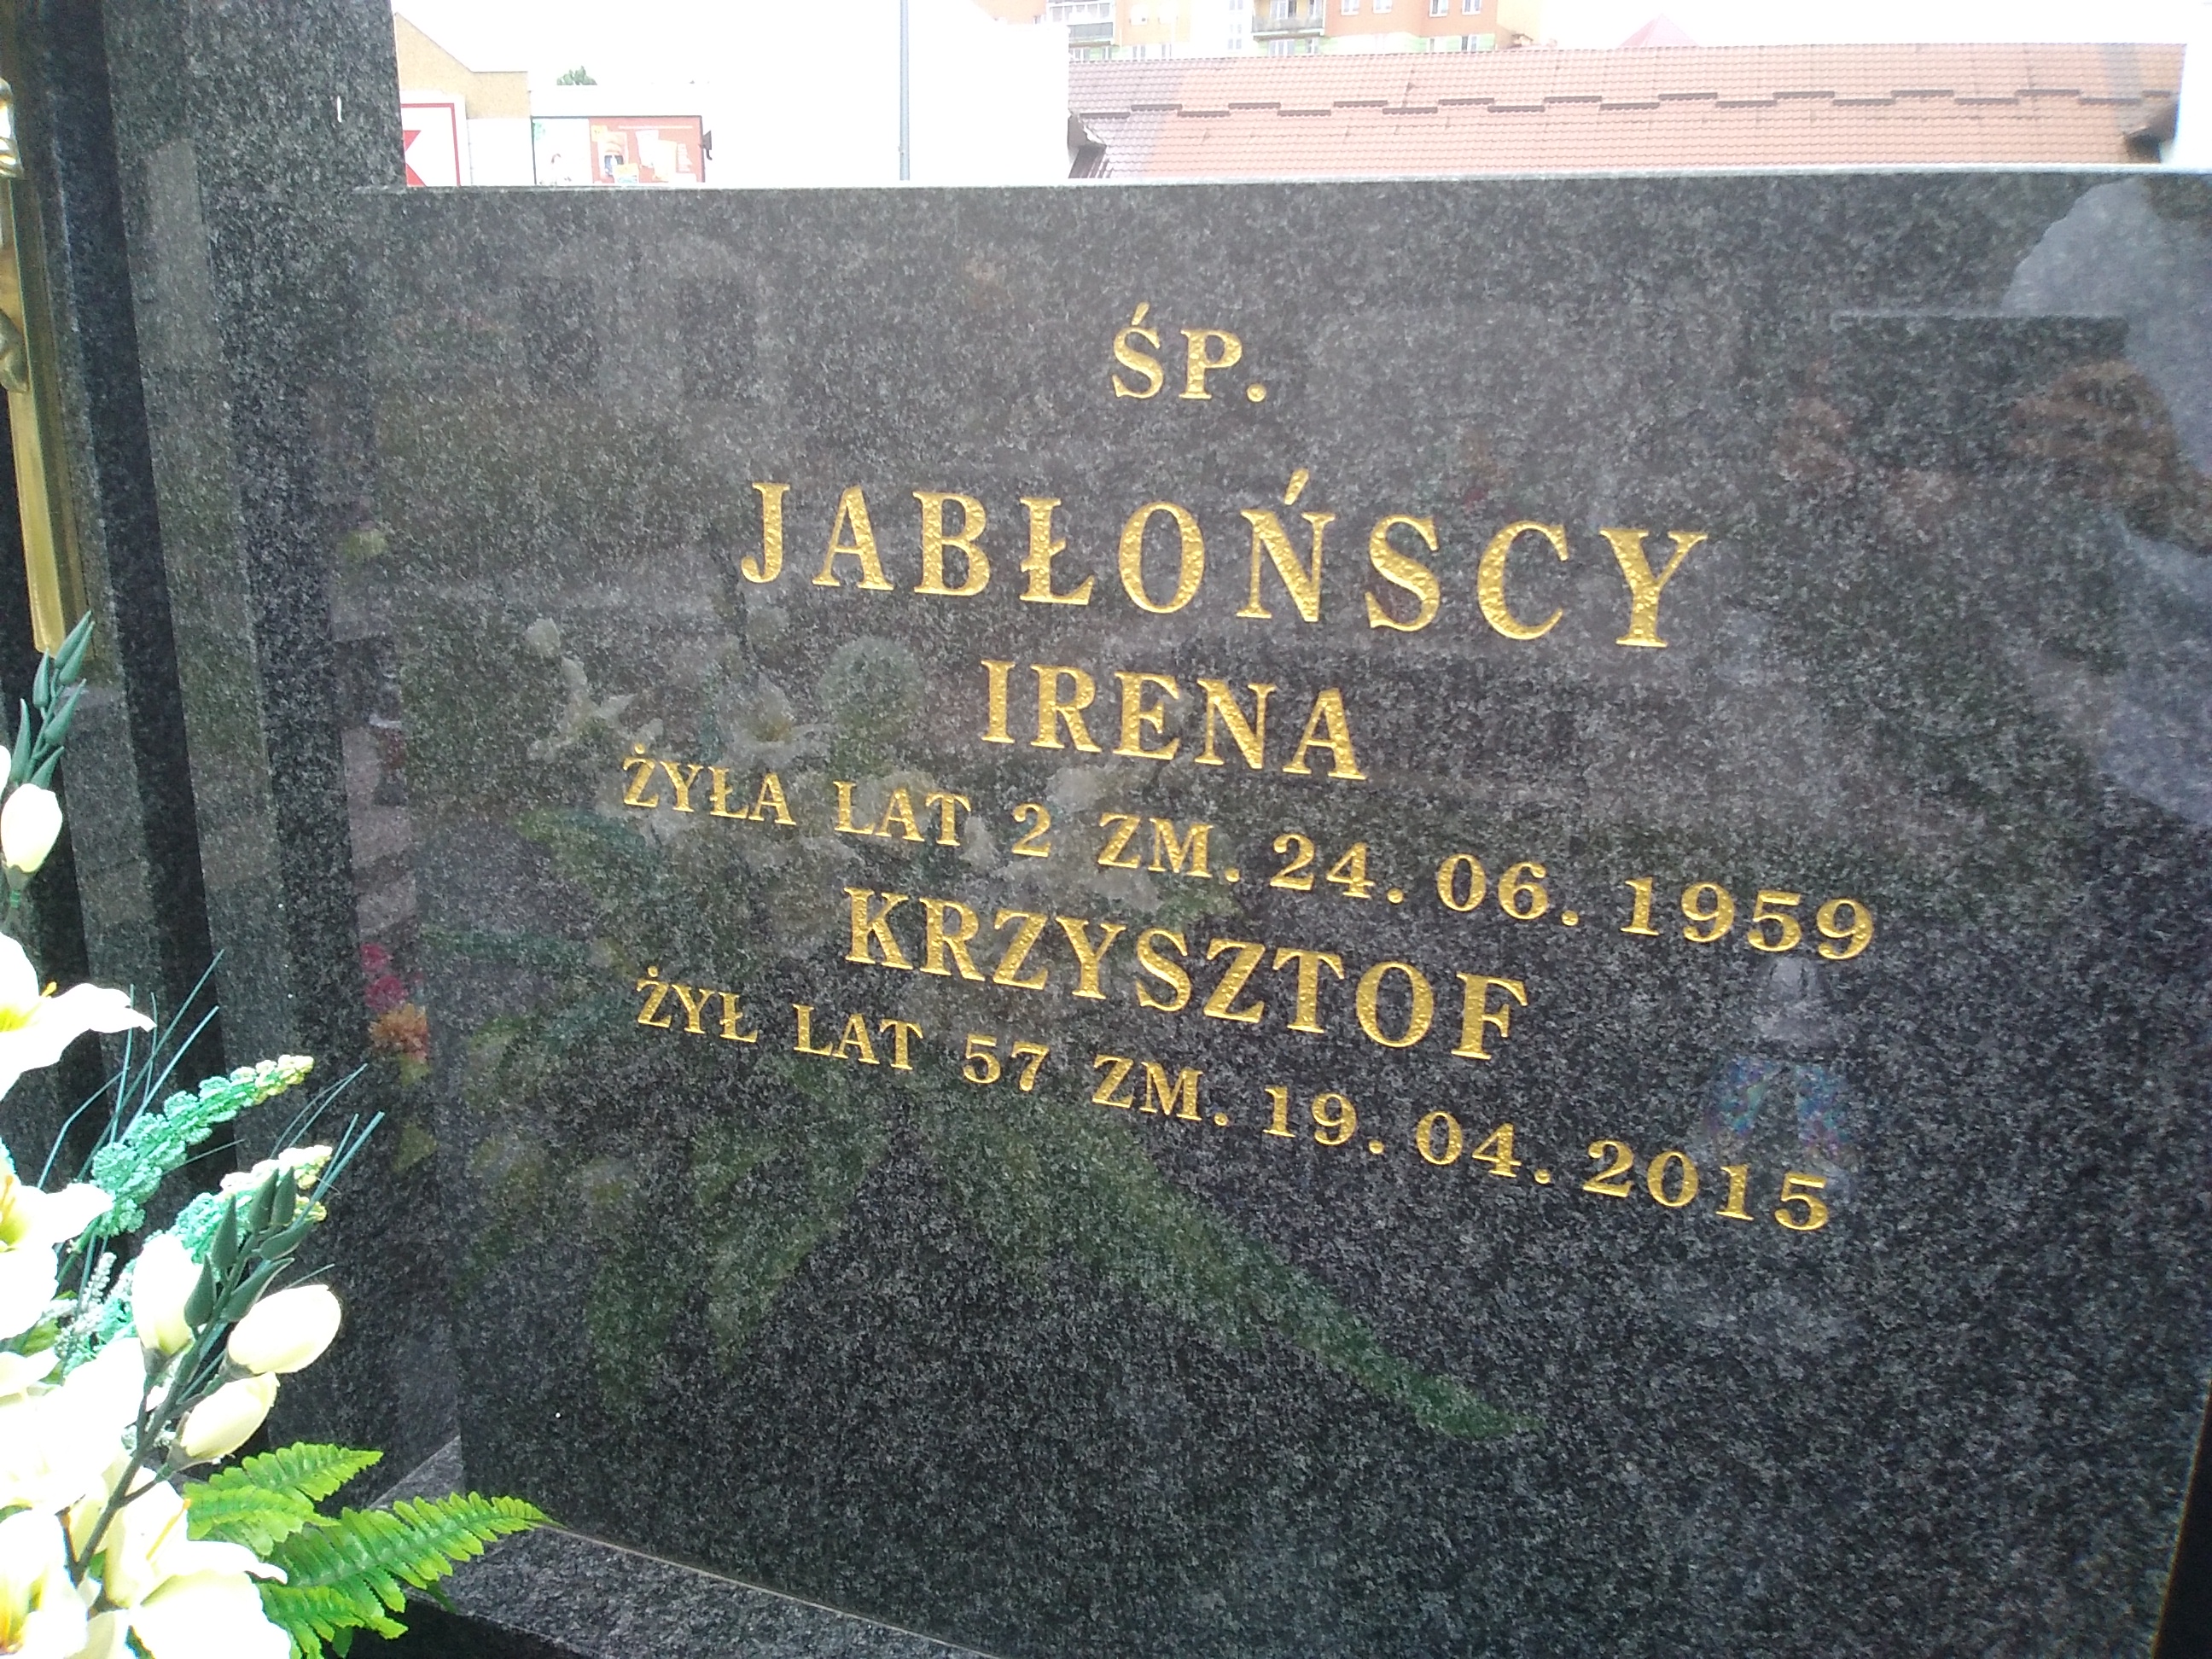 ŚP.
JABŁOŃSCY
IRENA
ŻYŁA LAT 2 ZM. 24. 06. 1959
KRZYSZTOF
ŻYŁ LAT 57 ZM. 19. 04. 2015